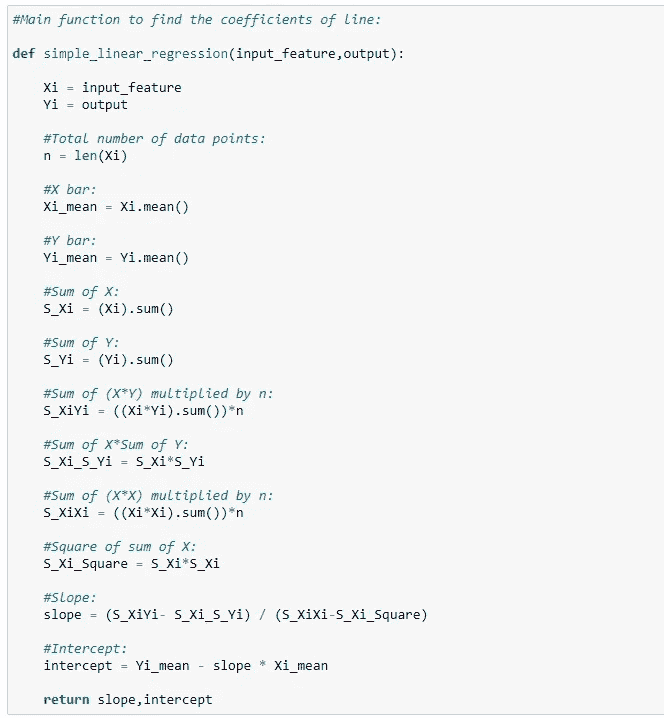 #Main function to find the coefficients of line:
def simple_linear_regression(input_feature,output):
Xi = input_feature
Yi = output
#Total number of data points:
n = len(Xi)
#X bar:
Xi_mean = Xi.mean()
#Y bar:
Yi_mean = Yi.mean()
#Sum of X:
S_Xi = (Xi).sum()
#Sum of Y:
S_Yi = (Yi).sum()
#Sum of (X*Y) multiplied by n:
S_XiYi = ((Xi*Yi).sum())*n
#Sum of X*Sum of Y:
S_Xi_S_Yi = S_Xi*S_Yi
#Sum of (X*X) multiplied by n:
S_XiXi = ((Xi*Xi).sum())*n
#Square of sum of X:
S_Xi_Square = S_Xi*S_Xi
#Slope:
slope = (S_XiYi- S_Xi_S_Yi) / (S_XiXi-S_Xi_Square)
#Intercept:
intercept = Yi_mean - slope * Xi_mean
return slope,intercept